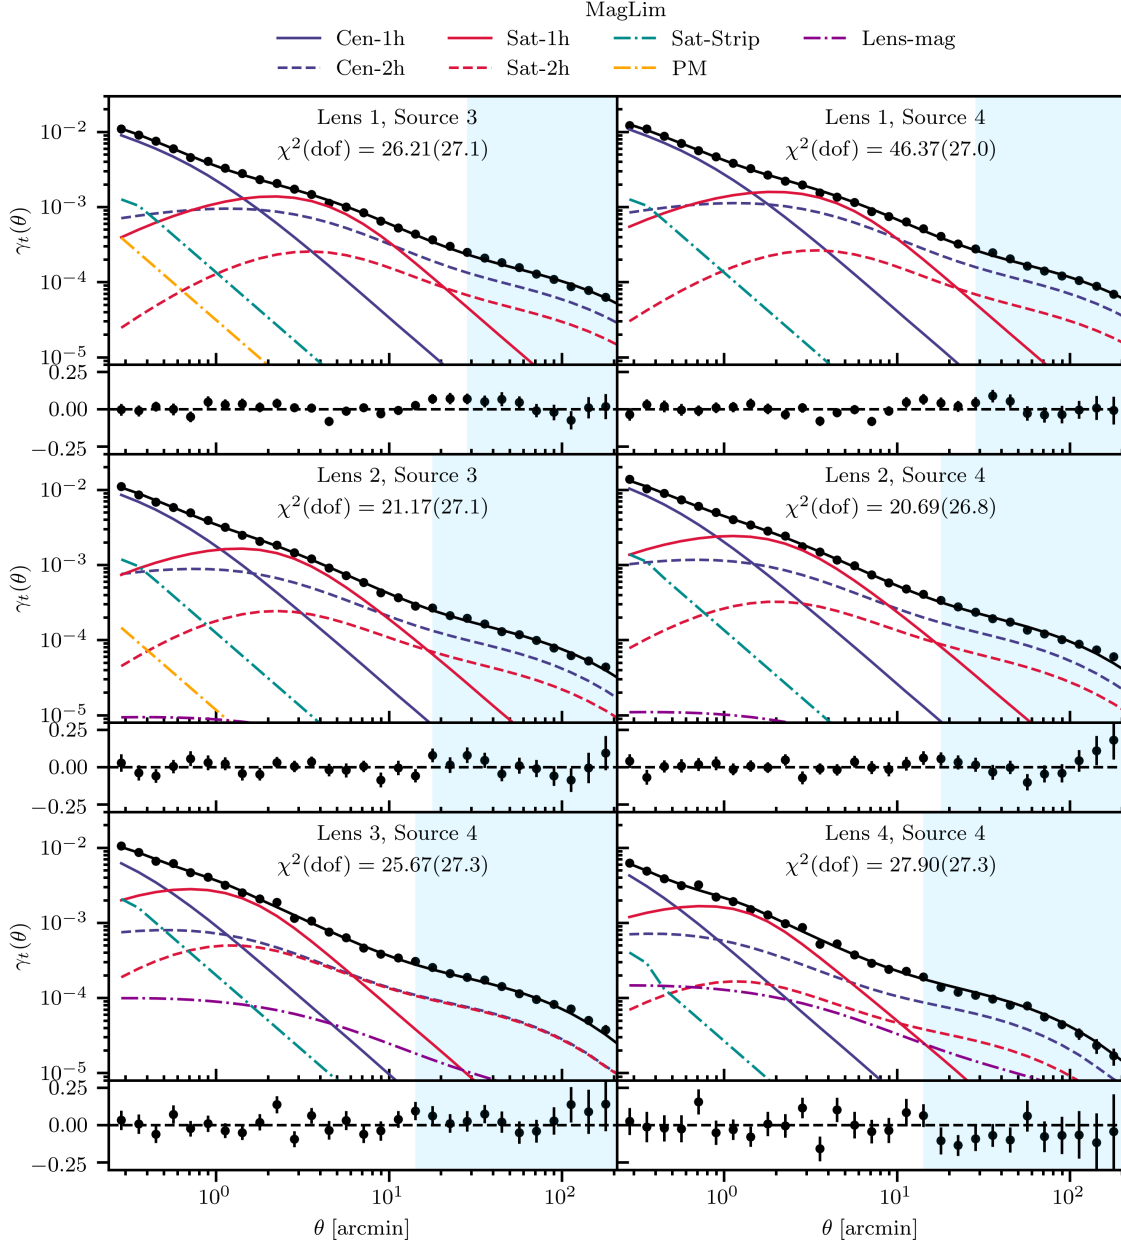 MagLim
Cen-1h Sat-1h Sat-Strip Lens-mag
Cen-2h Sat-2h PM
Lens 1, Source 3
χ²(dof) = 26.21(27.1)
Lens 1, Source 4
χ²(dof) = 46.37(27.0)
10⁻²
10⁻³
10⁻⁴
10⁻⁵
γₜ(θ)
0.25
0.00
−0.25
Lens 2, Source 3
χ²(dof) = 21.17(27.1)
Lens 2, Source 4
χ²(dof) = 20.69(26.8)
10⁻²
10⁻³
10⁻⁴
10⁻⁵
γₜ(θ)
0.25
0.00
−0.25
Lens 3, Source 4
χ²(dof) = 25.67(27.3)
Lens 4, Source 4
χ²(dof) = 27.90(27.3)
10⁻²
10⁻³
10⁻⁴
10⁻⁵
γₜ(θ)
0.25
0.00
−0.25
10⁰ 10¹ 10² 10⁰ 10¹ 10²
θ [arcmin] θ [arcmin]